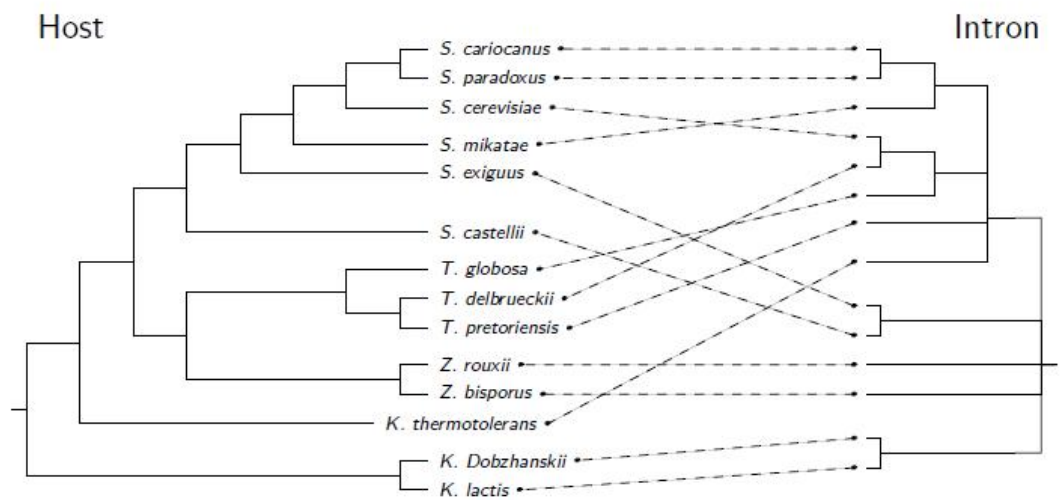 Host
Intron
S. cariocanus
S. paradoxus
S. cerevisiae
S. mikatae
S. exiguus
S. castellii
T. globosa
T. delbrueckii
T. pretoriensis
Z. rouxii
Z. bisporus
K. thermotolerans
K. Dobzhanskii
K. lactis